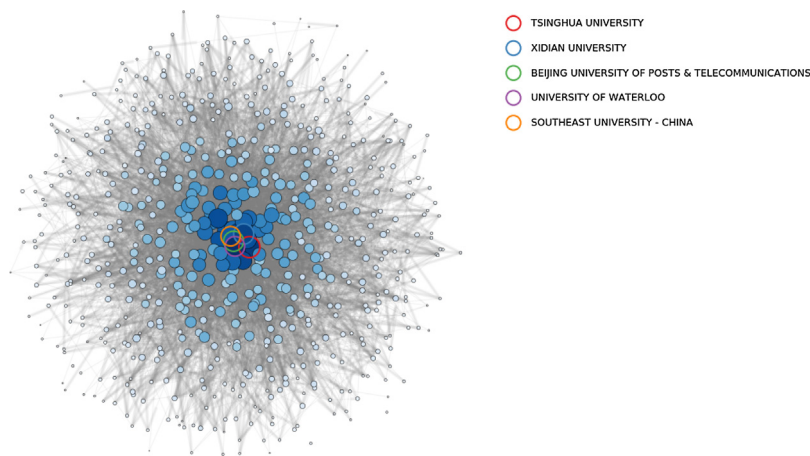 TSINGHUA UNIVERSITY
XIDIAN UNIVERSITY
BEIJING UNIVERSITY OF POSTS & TELECOMMUNICATIONS
UNIVERSITY OF WATERLOO
SOUTHEAST UNIVERSITY - CHINA